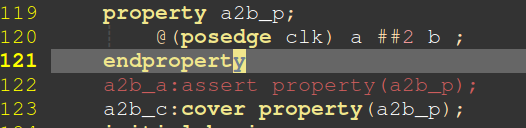 119 property a2b_p;
120 @(posedge clk) a ##2 b ;
121 endproperty
122 a2b_a:assert property(a2b_p);
123 a2b_c:cover property(a2b_p);